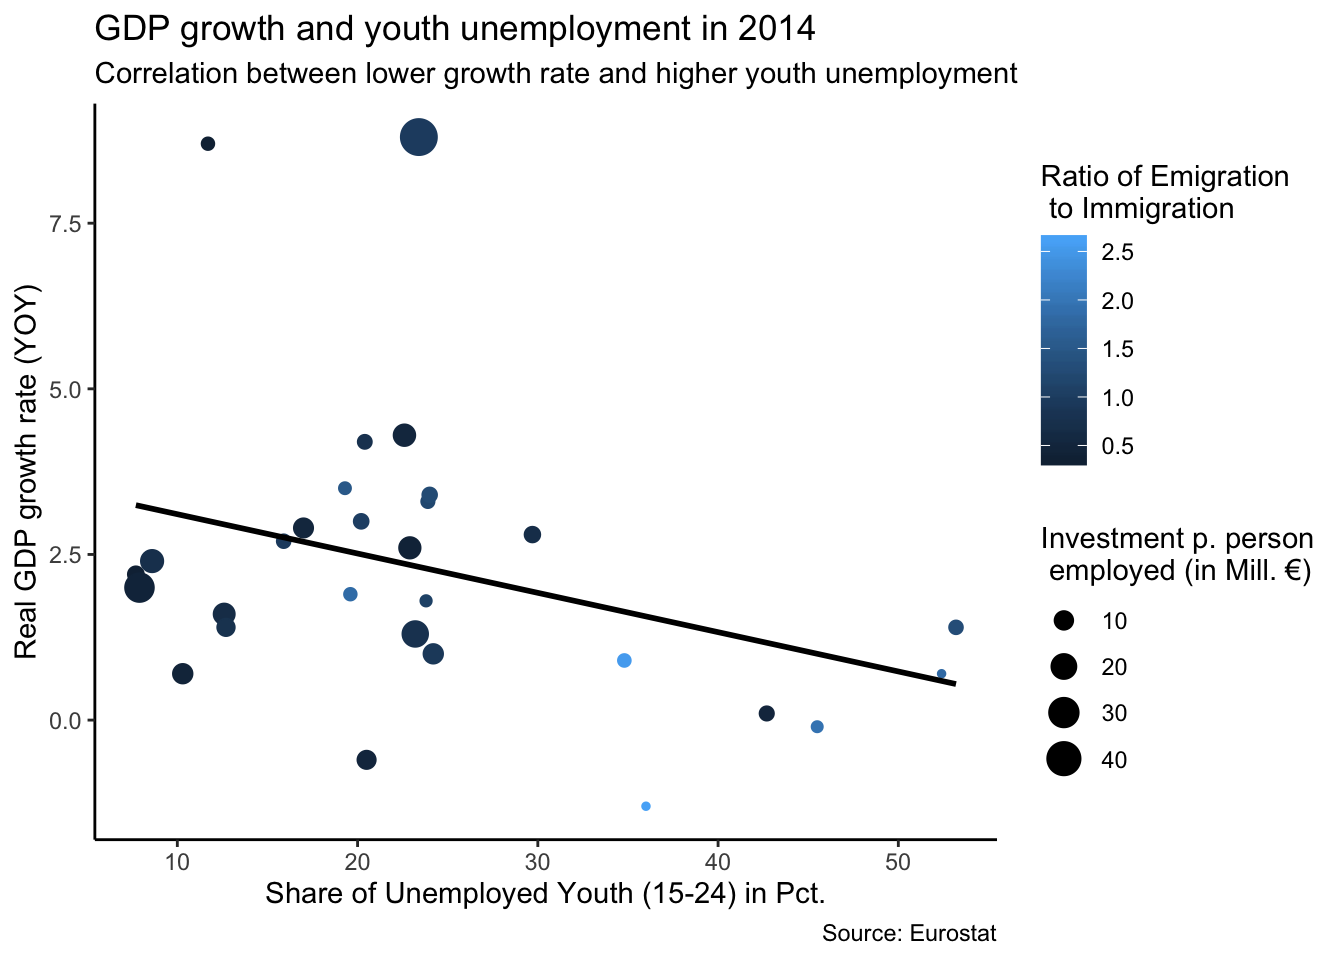 GDP growth and youth unemployment in 2014
Correlation between lower growth rate and higher youth unemployment
Real GDP growth rate (YOY)
7.5
5.0
2.5
0.0
10
20
30
40
50
Share of Unemployed Youth (15-24) in Pct.
Source: Eurostat
Ratio of Emigration
to Immigration
2.5
2.0
1.5
1.0
0.5
Investment p. person
employed (in Mill. €)
10
20
30
40